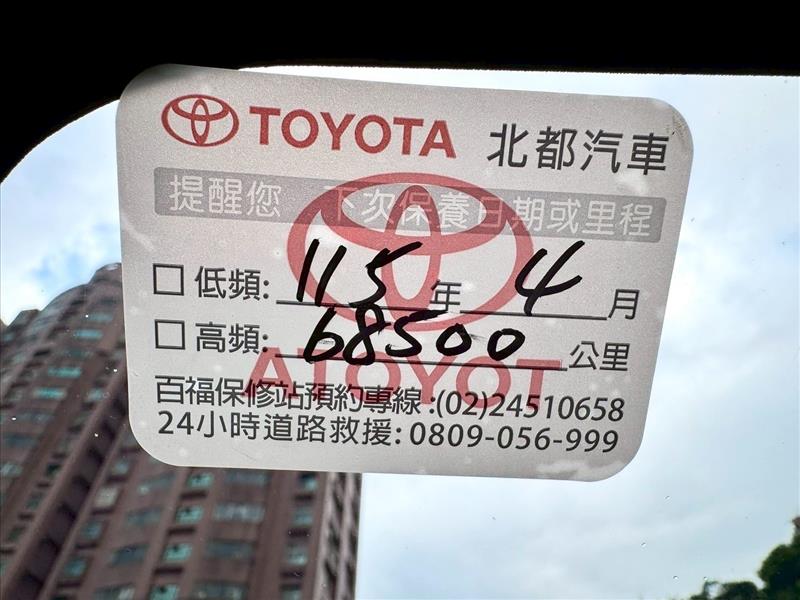 TOYOTA 北都汽車
提醒您 下次保養日期或里程
□ 低頻: 115 年 4 月
□ 高頻: 68500 公里
百福保修站預約專線:(02)24510658
24小時道路救援: 0809-056-999